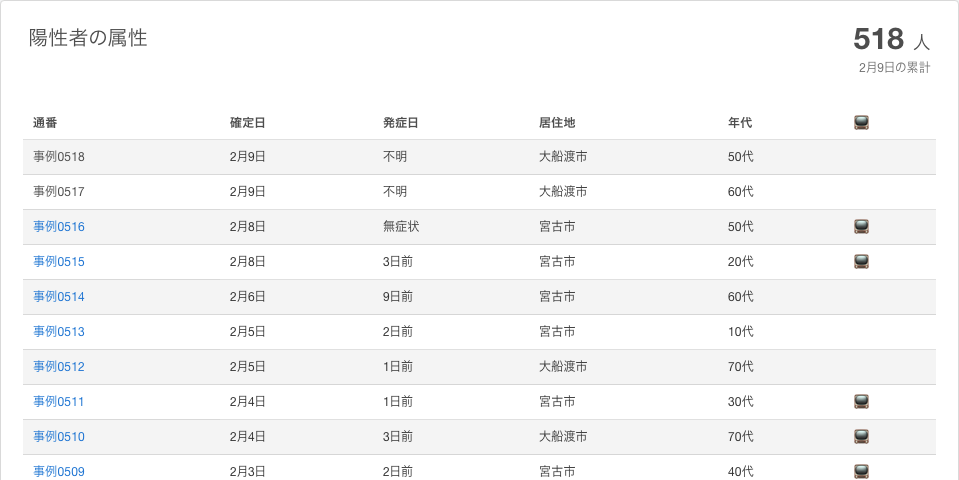 陽性者の属性
518 人
2月9日の累計
通番 確定日 発症日 居住地 年代
事例0518 2月9日 不明 大船渡市 50代
事例0517 2月9日 不明 大船渡市 60代
事例0516 2月8日 無症状 宮古市 50代
事例0515 2月8日 3日前 宮古市 20代
事例0514 2月6日 9日前 宮古市 60代
事例0513 2月5日 2日前 宮古市 10代
事例0512 2月5日 1日前 大船渡市 70代
事例0511 2月4日 1日前 宮古市 30代
事例0510 2月4日 3日前 大船渡市 70代
事例0509 2月3日 2日前 宮古市 40代